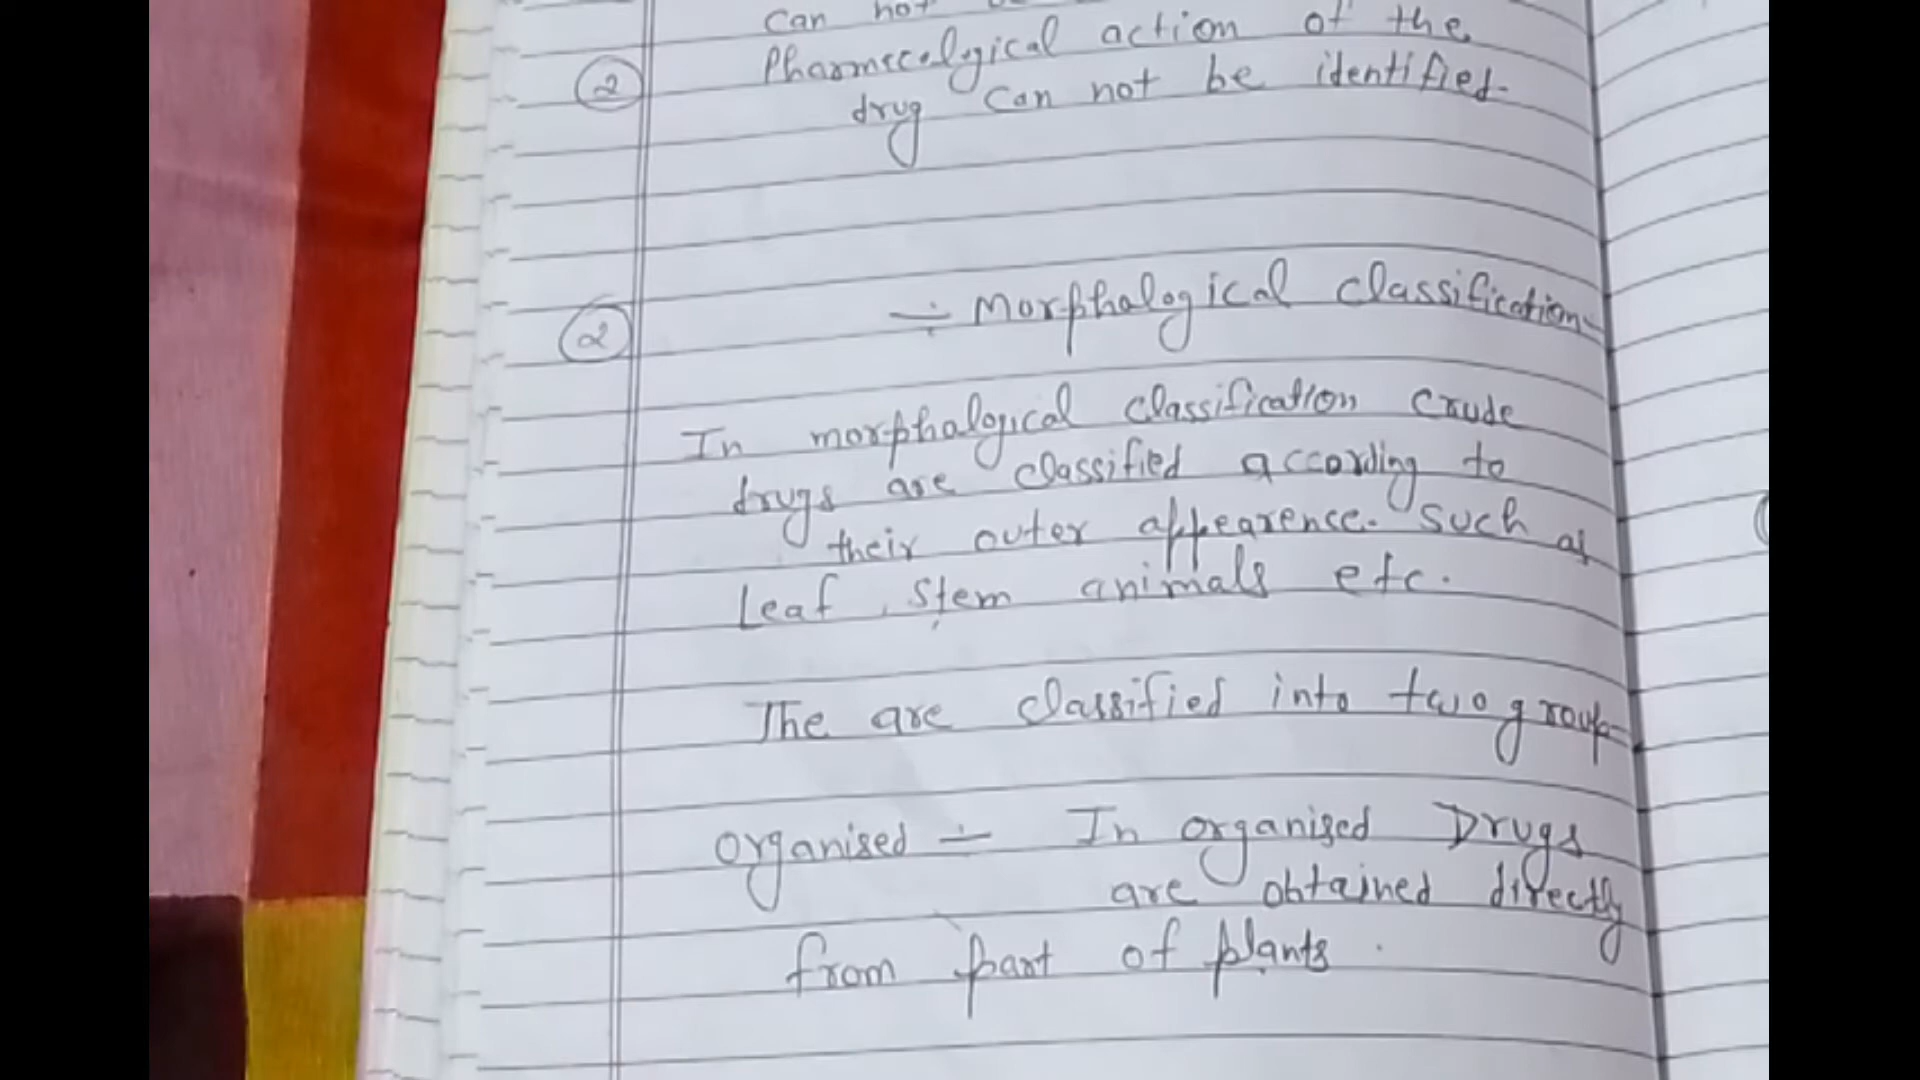 can not
② Pharmccological action of the
drug can not be identified.
② ÷ Morphalogical classification-
In morphalogical classification crude
drugs are classified according to
their outer appearence. Such as
Leaf, Stem animals etc.
The are classified into two group-
organised ÷ In organised Drugs
are obtained directly
from part of plants.